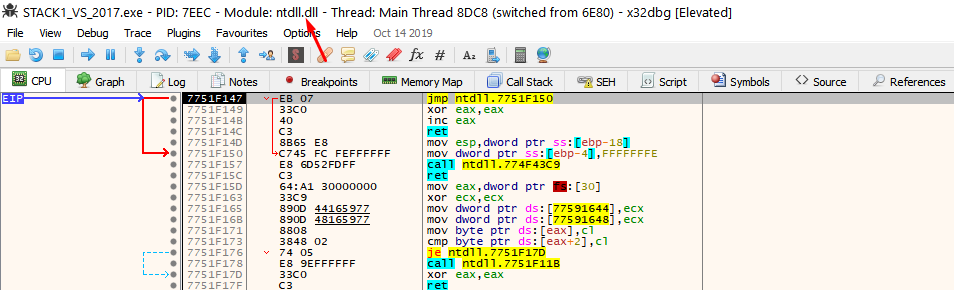 STACK1_VS_2017.exe - PID: 7EEC - Module: ntdll.dll - Thread: Main Thread 8DC8 (switched from 6E80) - x32dbg [Elevated]
File View Debug Trace Plugins Favourites Options Help Oct 14 2019
CPU Graph Log Notes Breakpoints Memory Map Call Stack SEH Script Symbols Source References
EIP 7751F147 EB 07 jmp ntdll.7751F150
7751F149 33C0 xor eax,eax
7751F14B 40 inc eax
7751F14C C3 ret
7751F14D 8B65 E8 mov esp,dword ptr ss:[ebp-18]
7751F150 C745 FC FEFFFFFF mov dword ptr ss:[ebp-4],FFFFFFFE
7751F157 E8 6D52FDFF call ntdll.774F43C9
7751F15C C3 ret
7751F15D 64:A1 30000000 mov eax,dword ptr fs:[30]
7751F163 33C9 xor ecx,ecx
7751F165 890D 44165977 mov dword ptr ds:[77591644],ecx
7751F16B 890D 48165977 mov dword ptr ds:[77591648],ecx
7751F171 8808 mov byte ptr ds:[eax],cl
7751F173 3848 02 cmp byte ptr ds:[eax+2],cl
7751F176 74 05 je ntdll.7751F17D
7751F178 E8 9EFFFFFF call ntdll.7751F11B
7751F17D 33C0 xor eax,eax
7751F17F C3 ret